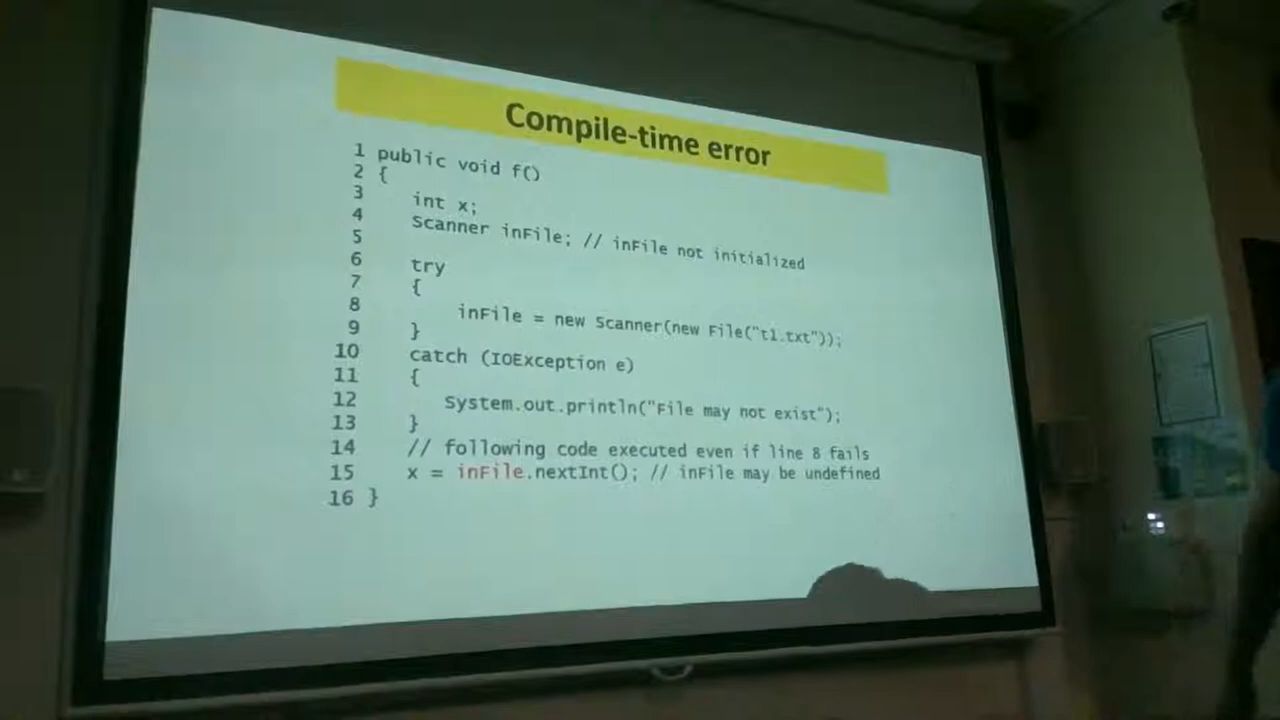 Compile-time error
1 public void f()
2 {
3 int x;
4 Scanner inFile; // inFile not initialized
5
6 try
7 {
8 inFile = new Scanner(new File("t1.txt"));
9 }
10 catch (IOException e)
11 {
12 System.out.println("File may not exist");
13 }
14 // following code executed even if line 8 fails
15 x = inFile.nextInt(); // inFile may be undefined
16 }